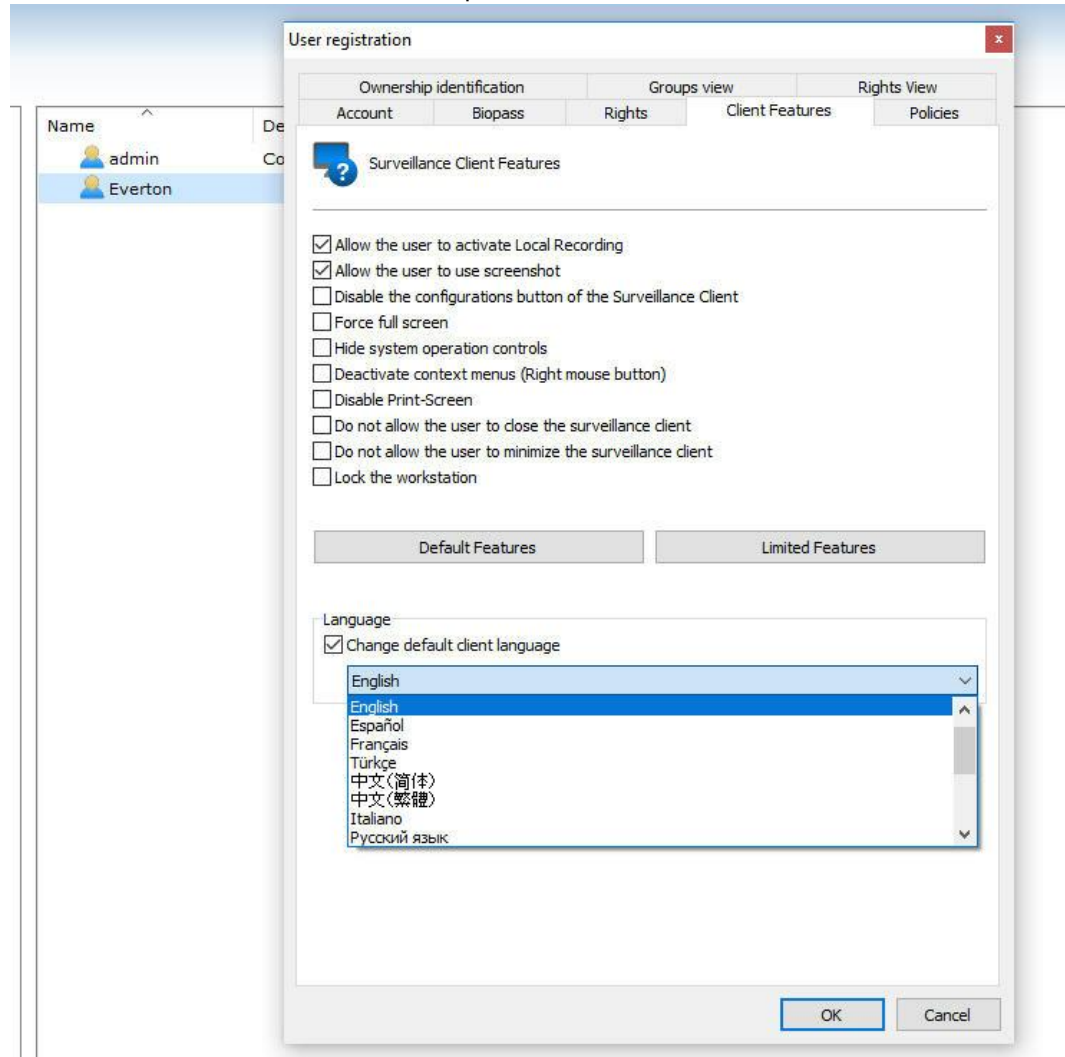 User registration
x
Ownership identification Groups view Rights View
Account Biopass Rights Client Features Policies
Name De
admin Co
Everton
? Surveillance Client Features
Allow the user to activate Local Recording
Allow the user to use screenshot
Disable the configurations button of the Surveillance Client
Force full screen
Hide system operation controls
Deactivate context menus (Right mouse button)
Disable Print-Screen
Do not allow the user to close the surveillance client
Do not allow the user to minimize the surveillance client
Lock the workstation
Default Features Limited Features
Language
Change default client language
English
English
Español
Français
Türkçe
中文(简体)
中文(繁體)
Italiano
Русский язык
OK Cancel